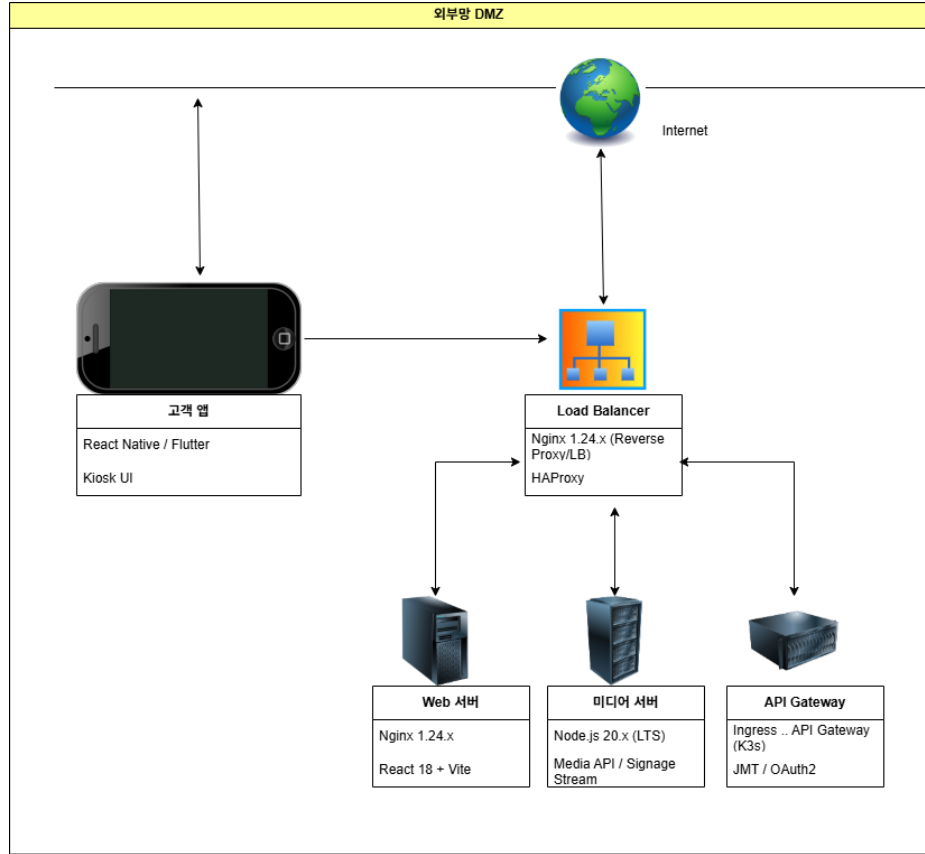 외부망 DMZ
Internet
고객 앱
React Native / Flutter
Kiosk UI
Load Balancer
Nginx 1.24.x (Reverse
Proxy/LB)
HAProxy
Web 서버
Nginx 1.24.x
React 18 + Vite
미디어 서버
Node.js 20.x (LTS)
Media API / Signage
Stream
API Gateway
Ingress .. API Gateway
(K3s)
JMT / OAuth2